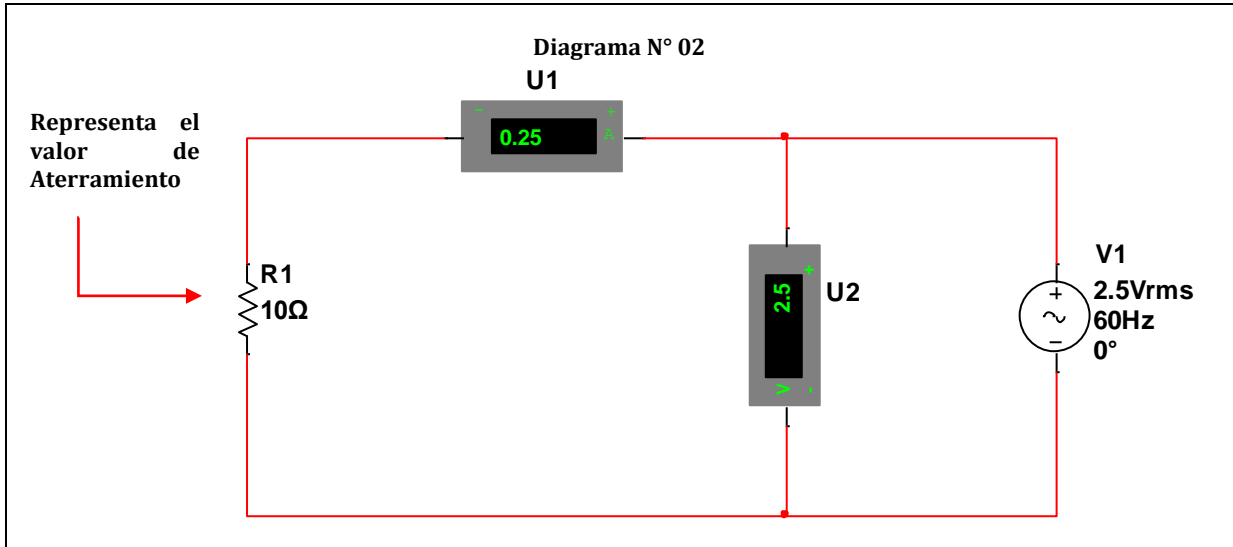 Diagrama N° 02
U1
Representa el
valor de
Aterramiento
- +
0.25 A
R1
10Ω
+
2.5
V -
U2
V1
2.5Vrms
60Hz
0°
+
-